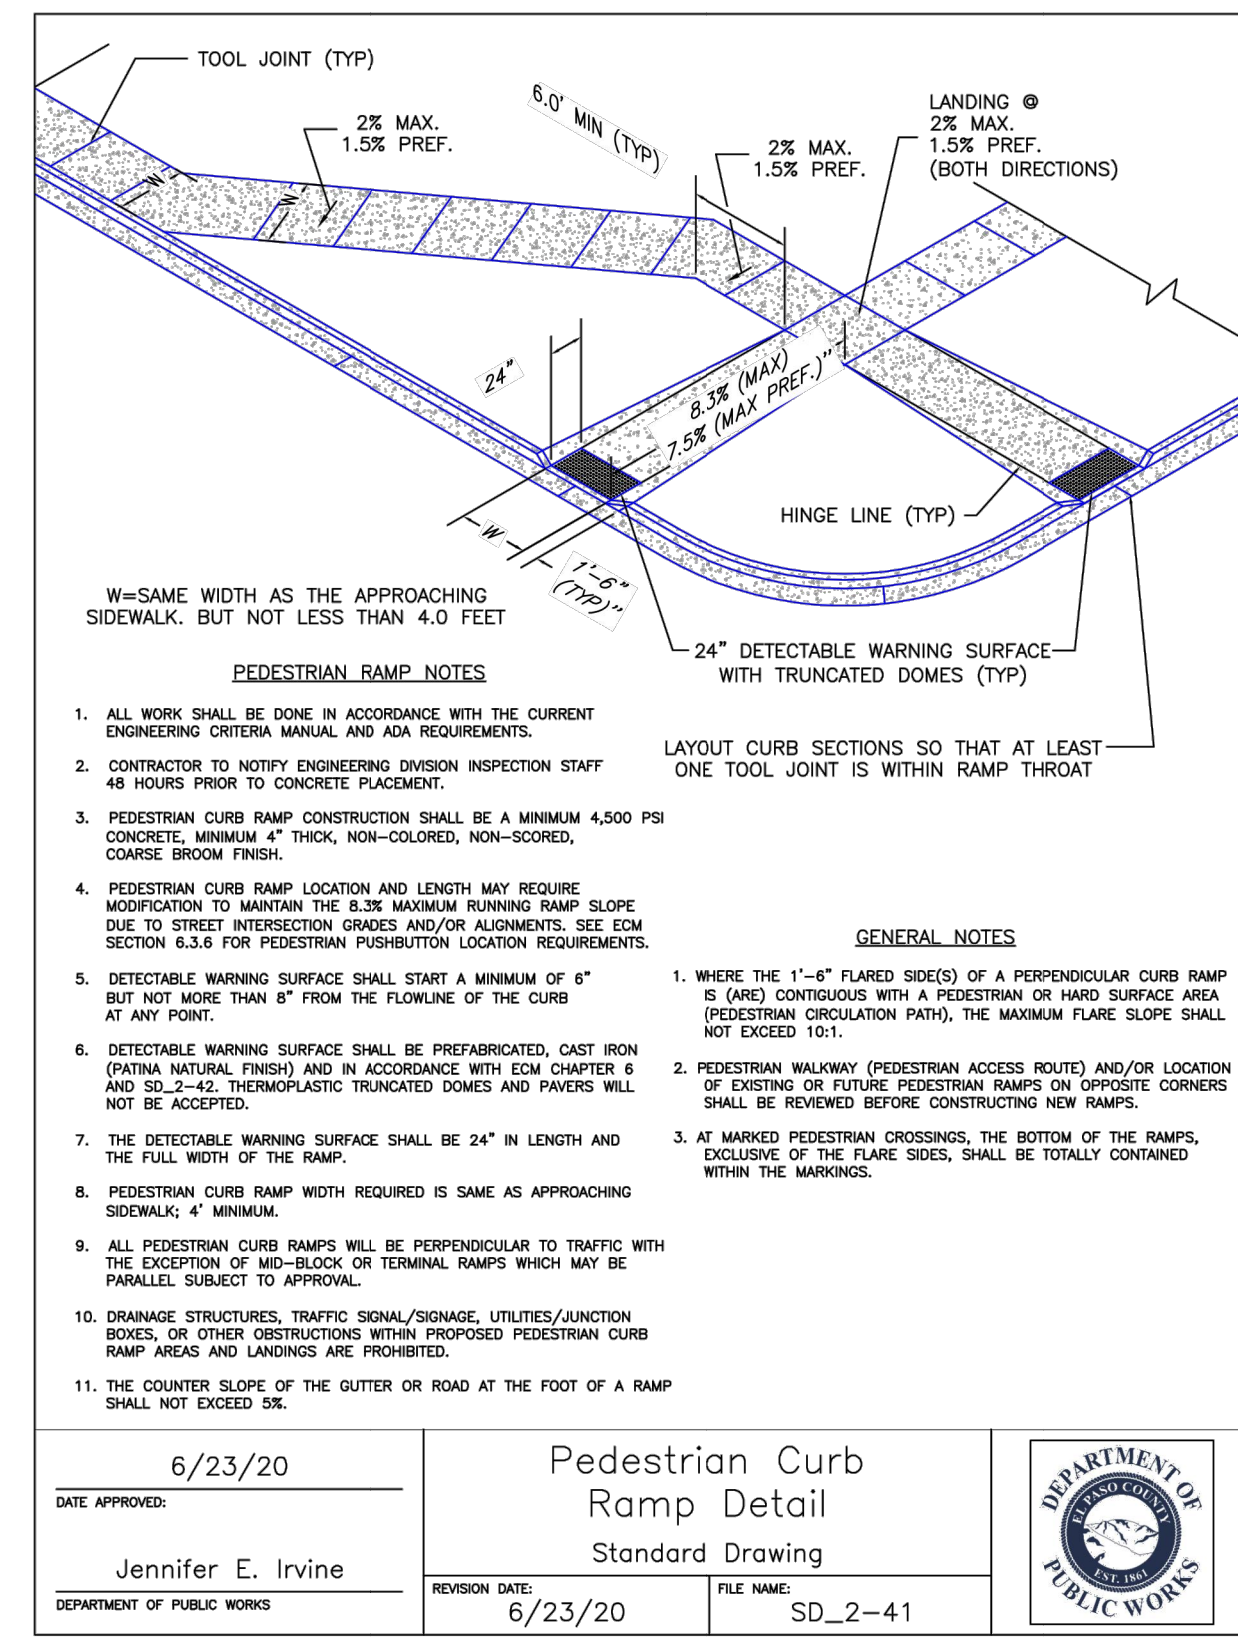 TOOL JOINT (TYP)
2% MAX.
1.5% PREF.
6.0' MIN (TYP)
2% MAX.
1.5% PREF.
LANDING @
2% MAX.
1.5% PREF.
(BOTH DIRECTIONS)
W
W
24"
8.3% (MAX)
7.5% (MAX PREF.)"
HINGE LINE (TYP)
W
1'-6"
(TYP)"
W=SAME WIDTH AS THE APPROACHING
SIDEWALK. BUT NOT LESS THAN 4.0 FEET
24" DETECTABLE WARNING SURFACE
WITH TRUNCATED DOMES (TYP)
LAYOUT CURB SECTIONS SO THAT AT LEAST
ONE TOOL JOINT IS WITHIN RAMP THROAT
PEDESTRIAN RAMP NOTES
1. ALL WORK SHALL BE DONE IN ACCORDANCE WITH THE CURRENT
ENGINEERING CRITERIA MANUAL AND ADA REQUIREMENTS.
2. CONTRACTOR TO NOTIFY ENGINEERING DIVISION INSPECTION STAFF
48 HOURS PRIOR TO CONCRETE PLACEMENT.
3. PEDESTRIAN CURB RAMP CONSTRUCTION SHALL BE A MINIMUM 4,500 PSI
CONCRETE, MINIMUM 4" THICK, NON-COLORED, NON-SCORED,
COARSE BROOM FINISH.
4. PEDESTRIAN CURB RAMP LOCATION AND LENGTH MAY REQUIRE
MODIFICATION TO MAINTAIN THE 8.3% MAXIMUM RUNNING RAMP SLOPE
DUE TO STREET INTERSECTION GRADES AND/OR ALIGNMENTS. SEE ECM
SECTION 6.3.6 FOR PEDESTRIAN PUSHBUTTON LOCATION REQUIREMENTS.
5. DETECTABLE WARNING SURFACE SHALL START A MINIMUM OF 6"
BUT NOT MORE THAN 8" FROM THE FLOWLINE OF THE CURB
AT ANY POINT.
6. DETECTABLE WARNING SURFACE SHALL BE PREFABRICATED, CAST IRON
(PATINA NATURAL FINISH) AND IN ACCORDANCE WITH ECM CHAPTER 6
AND SD_2-42. THERMOPLASTIC TRUNCATED DOMES AND PAVERS WILL
NOT BE ACCEPTED.
7. THE DETECTABLE WARNING SURFACE SHALL BE 24" IN LENGTH AND
THE FULL WIDTH OF THE RAMP.
8. PEDESTRIAN CURB RAMP WIDTH REQUIRED IS SAME AS APPROACHING
SIDEWALK; 4' MINIMUM.
9. ALL PEDESTRIAN CURB RAMPS WILL BE PERPENDICULAR TO TRAFFIC WITH
THE EXCEPTION OF MID-BLOCK OR TERMINAL RAMPS WHICH MAY BE
PARALLEL SUBJECT TO APPROVAL.
10. DRAINAGE STRUCTURES, TRAFFIC SIGNAL/SIGNAGE, UTILITIES/JUNCTION
BOXES, OR OTHER OBSTRUCTIONS WITHIN PROPOSED PEDESTRIAN CURB
RAMP AREAS AND LANDINGS ARE PROHIBITED.
11. THE COUNTER SLOPE OF THE GUTTER OR ROAD AT THE FOOT OF A RAMP
SHALL NOT EXCEED 5%.
GENERAL NOTES
1. WHERE THE 1'-6" FLARED SIDE(S) OF A PERPENDICULAR CURB RAMP
IS (ARE) CONTIGUOUS WITH A PEDESTRIAN OR HARD SURFACE AREA
(PEDESTRIAN CIRCULATION PATH), THE MAXIMUM FLARE SLOPE SHALL
NOT EXCEED 10:1.
2. PEDESTRIAN WALKWAY (PEDESTRIAN ACCESS ROUTE) AND/OR LOCATION
OF EXISTING OR FUTURE PEDESTRIAN RAMPS ON OPPOSITE CORNERS
SHALL BE REVIEWED BEFORE CONSTRUCTING NEW RAMPS.
3. AT MARKED PEDESTRIAN CROSSINGS, THE BOTTOM OF THE RAMPS,
EXCLUSIVE OF THE FLARE SIDES, SHALL BE TOTALLY CONTAINED
WITHIN THE MARKINGS.
6/23/20
DATE APPROVED:
Jennifer E. Irvine
DEPARTMENT OF PUBLIC WORKS
Pedestrian Curb
Ramp Detail
Standard Drawing
REVISION DATE:
6/23/20
FILE NAME:
SD_2-41
DEPARTMENT OF
EL PASO COUNTY
EST. 1861
PUBLIC WORKS